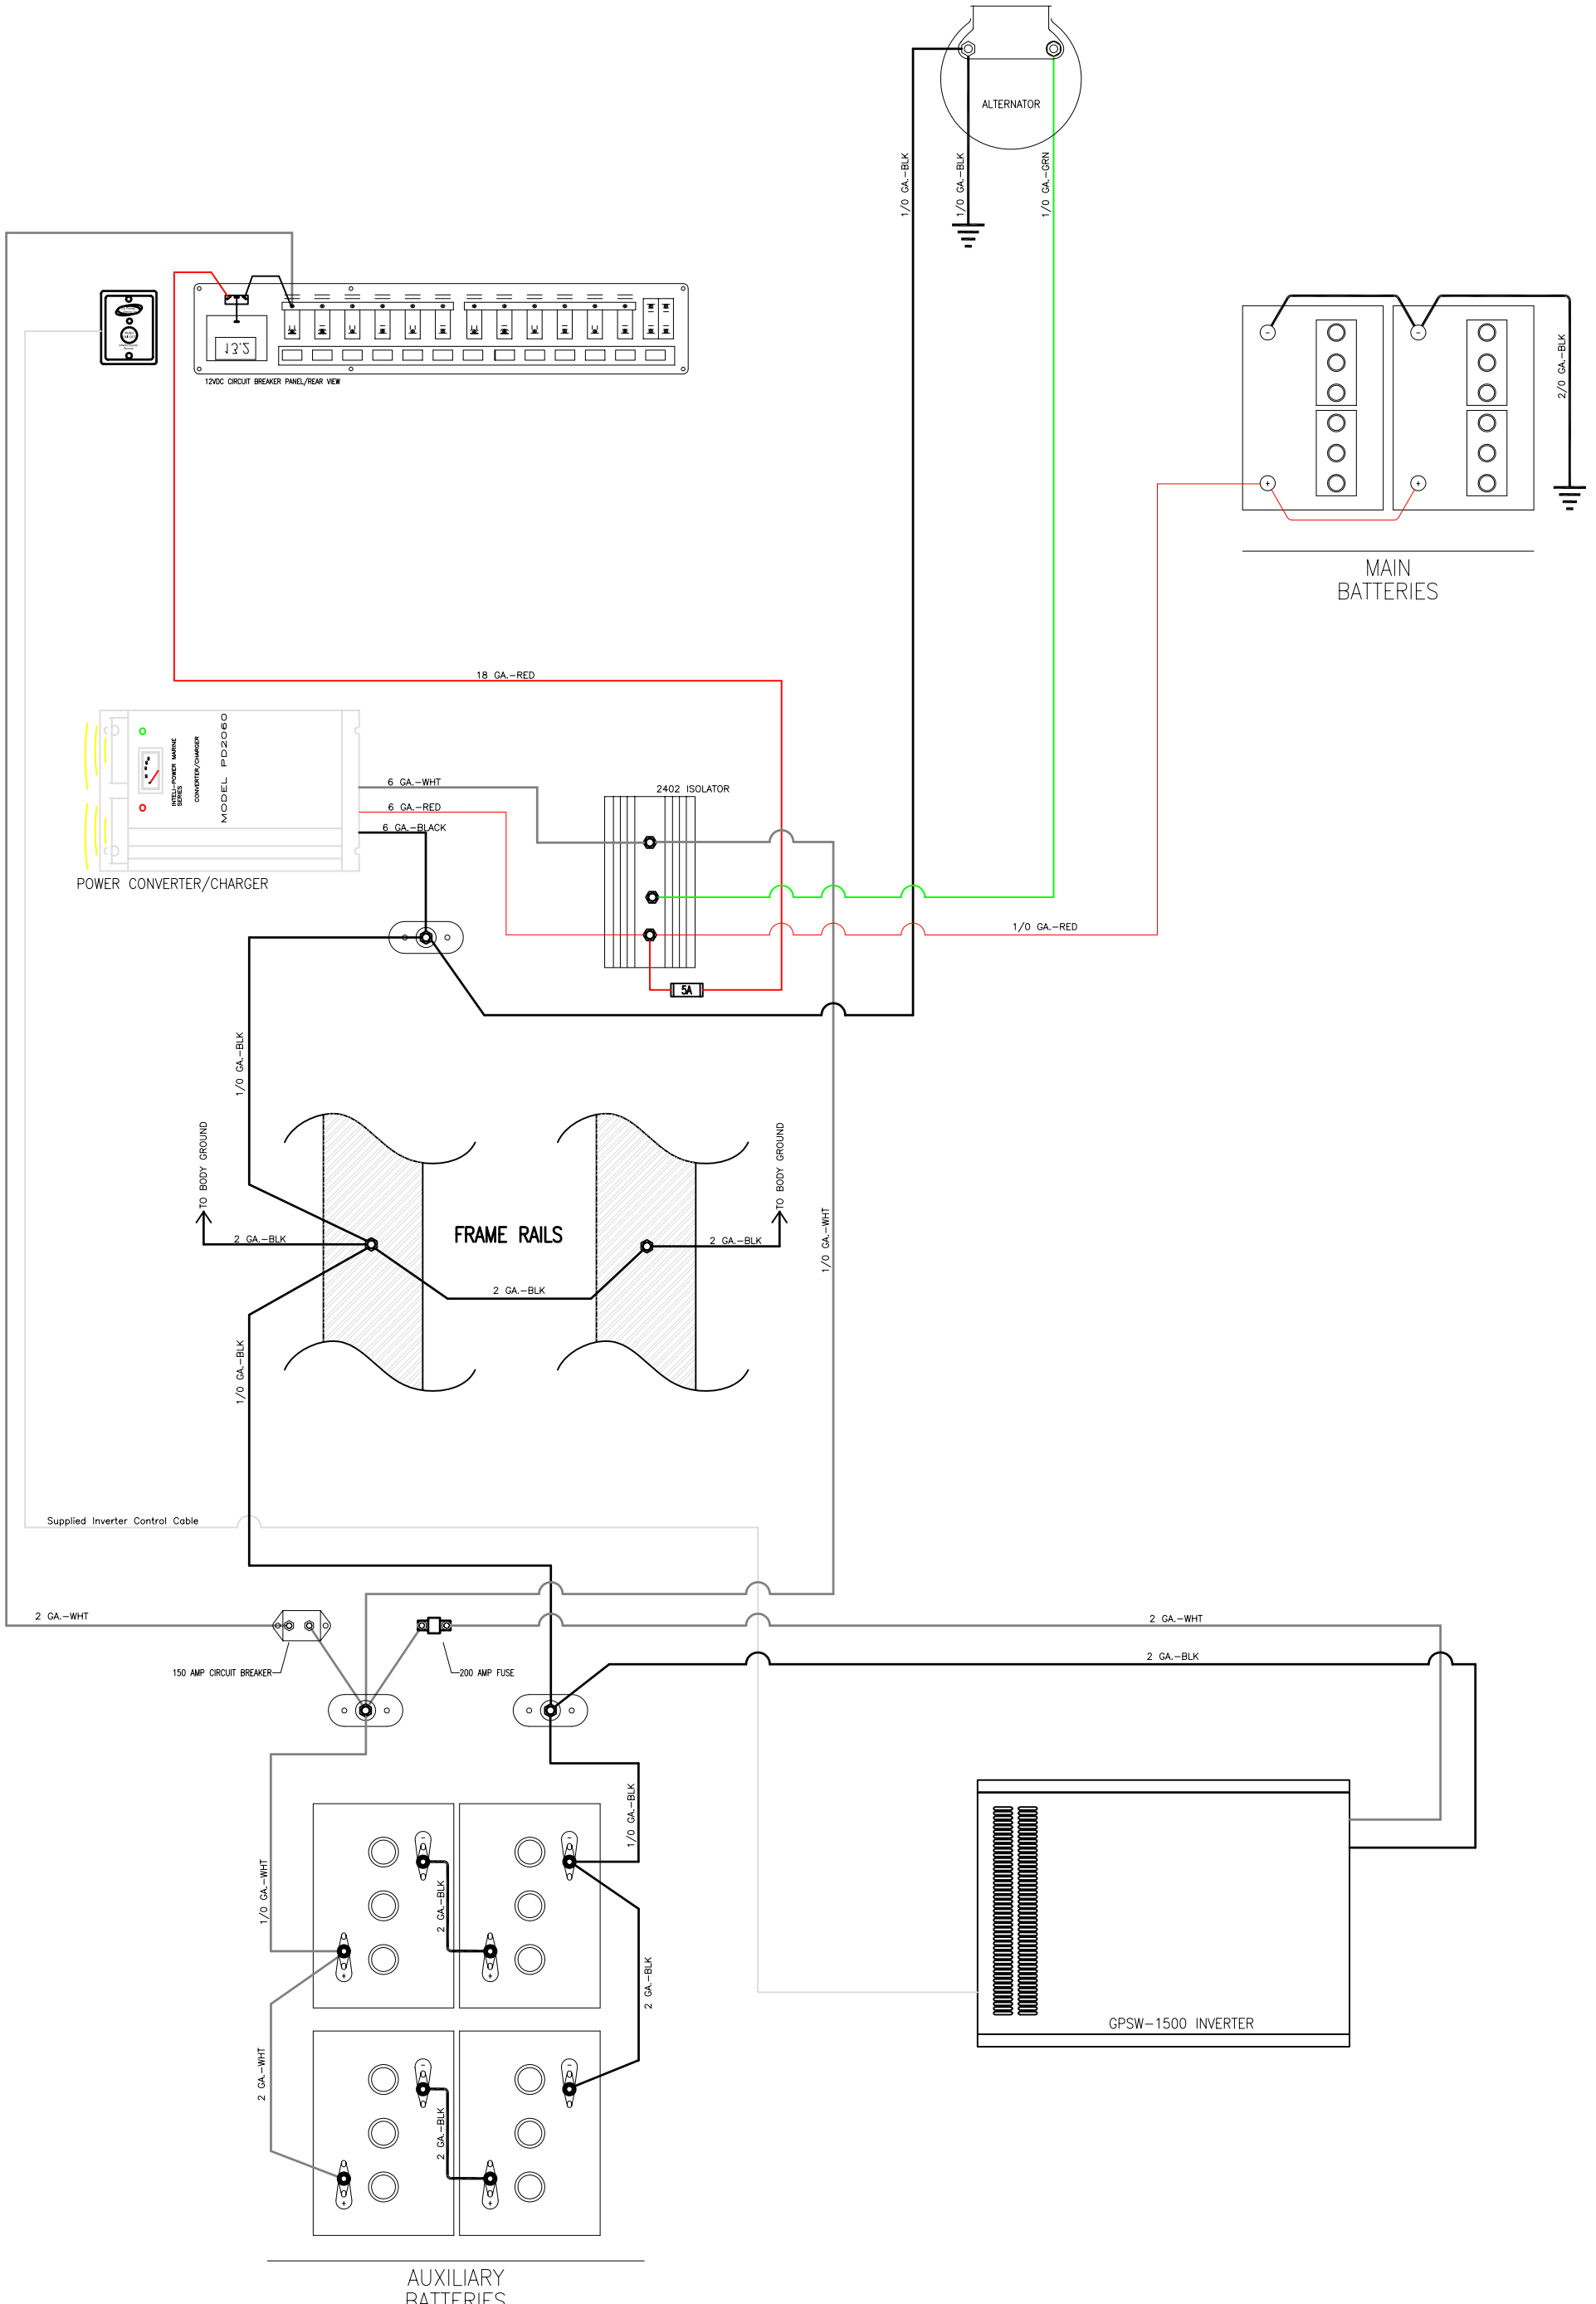 ALTERNATOR
1/0 GA.-BLK
1/0 GA.-BLK
1/0 GA.-GRN
13.2
12VDC CIRCUIT BREAKER PANEL/REAR VIEW
-
-
+
+
2/0 GA.-BLK
MAIN
BATTERIES
18 GA.-RED
INTELI-POWER MARINE
SERIES
CONVERTER/CHARGER
MODEL PD2060
POWER CONVERTER/CHARGER
6 GA.-WHT
6 GA.-RED
6 GA.-BLACK
2402 ISOLATOR
1/0 GA.-RED
5A
1/0 GA.-BLK
TO BODY GROUND
TO BODY GROUND
2 GA.-BLK
FRAME RAILS
2 GA.-BLK
2 GA.-BLK
1/0 GA.-WHT
1/0 GA.-BLK
Supplied Inverter Control Cable
2 GA.-WHT
2 GA.-WHT
150 AMP CIRCUIT BREAKER
200 AMP FUSE
2 GA.-BLK
1/0 GA.-BLK
1/0 GA.-WHT
2 GA.-BLK
-
-
+
+
2 GA.-BLK
2 GA.-WHT
2 GA.-BLK
-
-
+
+
GPSW-1500 INVERTER
AUXILIARY
BATTERIES